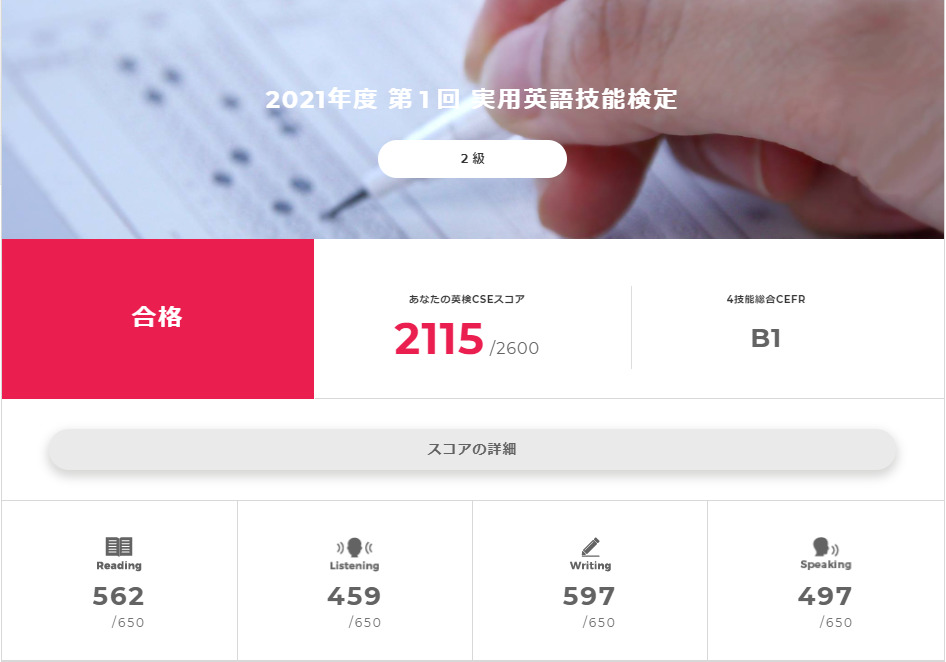 2021年度 第1回 実用英語技能検定
2 級
合格
あなたの英検CSEスコア
2115 /2600
4技能総合CEFR
B1
スコアの詳細
Reading
562
/650
Listening
459
/650
Writing
597
/650
Speaking
497
/650